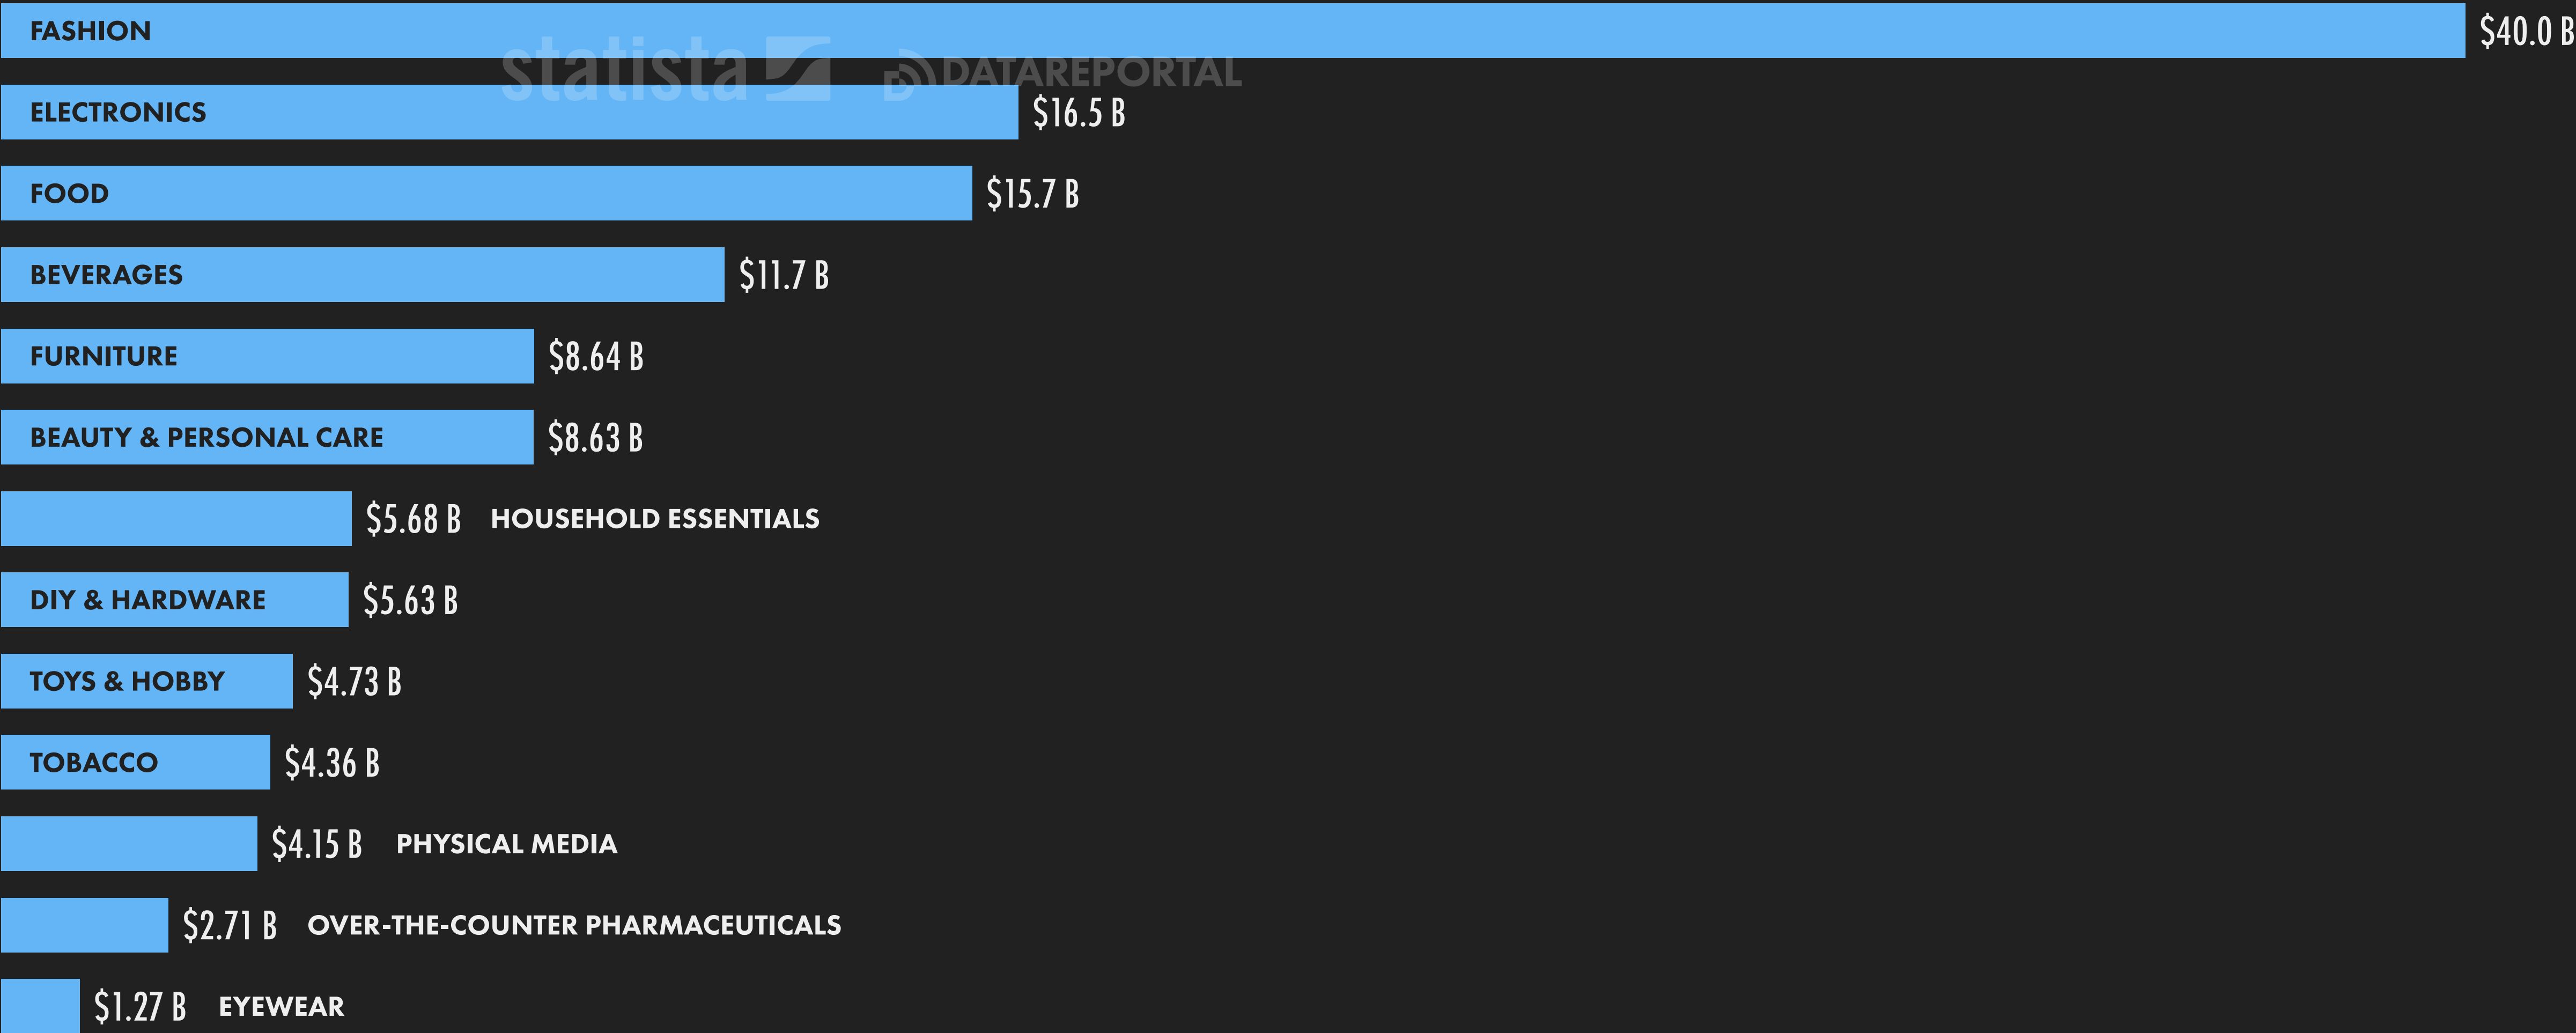 FASHION $40.0 B
statista DATAREPORTAL
ELECTRONICS $16.5 B
FOOD $15.7 B
BEVERAGES $11.7 B
FURNITURE $8.64 B
BEAUTY & PERSONAL CARE $8.63 B
$5.68 B HOUSEHOLD ESSENTIALS
DIY & HARDWARE $5.63 B
TOYS & HOBBY $4.73 B
TOBACCO $4.36 B
$4.15 B PHYSICAL MEDIA
$2.71 B OVER-THE-COUNTER PHARMACEUTICALS
$1.27 B EYEWEAR